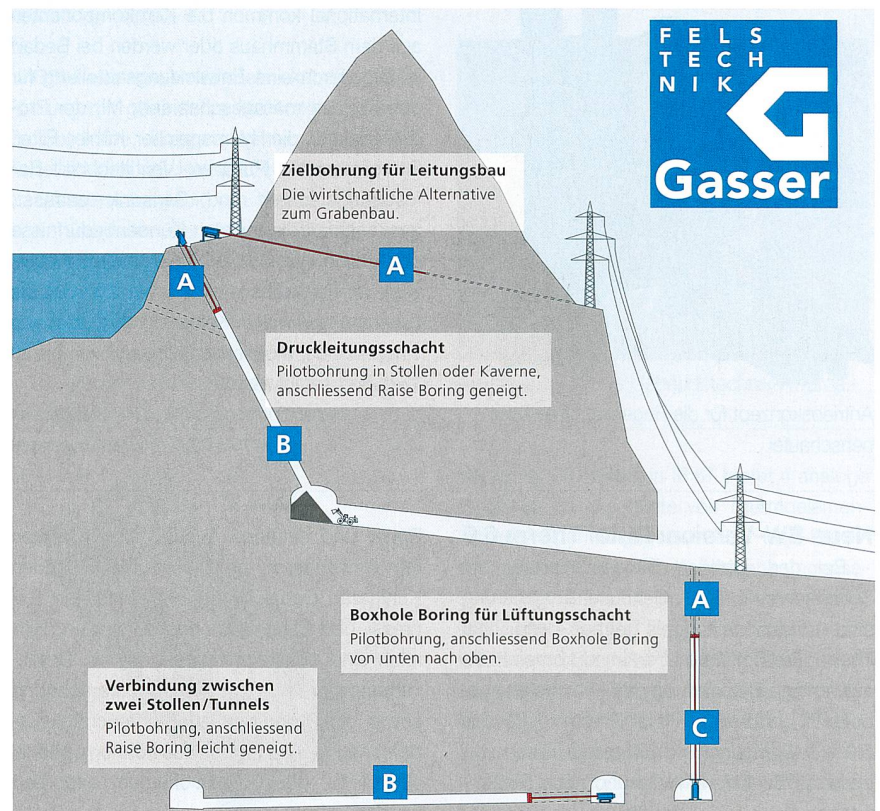 FELS
TECH
NIK
Gasser
Zielbohrung für Leitungsbau
Die wirtschaftliche Alternative
zum Grabenbau.
A
A
Druckleitungsschacht
Pilotbohrung in Stollen oder Kaverne,
anschliessend Raise Boring geneigt.
B
A
Boxhole Boring für Lüftungsschacht
Pilotbohrung, anschliessend Boxhole Boring
von unten nach oben.
Verbindung zwischen
zwei Stollen/Tunnels
Pilotbohrung, anschliessend
Raise Boring leicht geneigt.
C
B